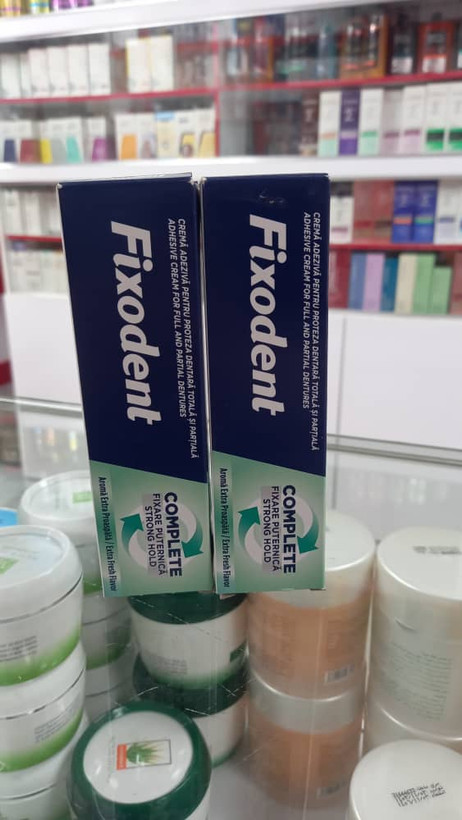 CREMĂ ADEZIVĂ PENTRU PROTEZA DENTARĂ TOTALĂ ȘI PARȚIALĂ
ADHESIVE CREAM FOR FULL AND PARTIAL DENTURES
Fixodent
COMPLETE
FIXARE PUTERNICĂ
STRONG HOLD
Aromă Extra Proaspătă / Extra Fresh Flavor
CREMĂ ADEZIVĂ PENTRU PROTEZA DENTARĂ TOTALĂ ȘI PARȚIALĂ
ADHESIVE CREAM FOR FULL AND PARTIAL DENTURES
Fixodent
COMPLETE
FIXARE PUTERNICĂ
STRONG HOLD
Aromă Extra Proaspătă / Extra Fresh Flavor